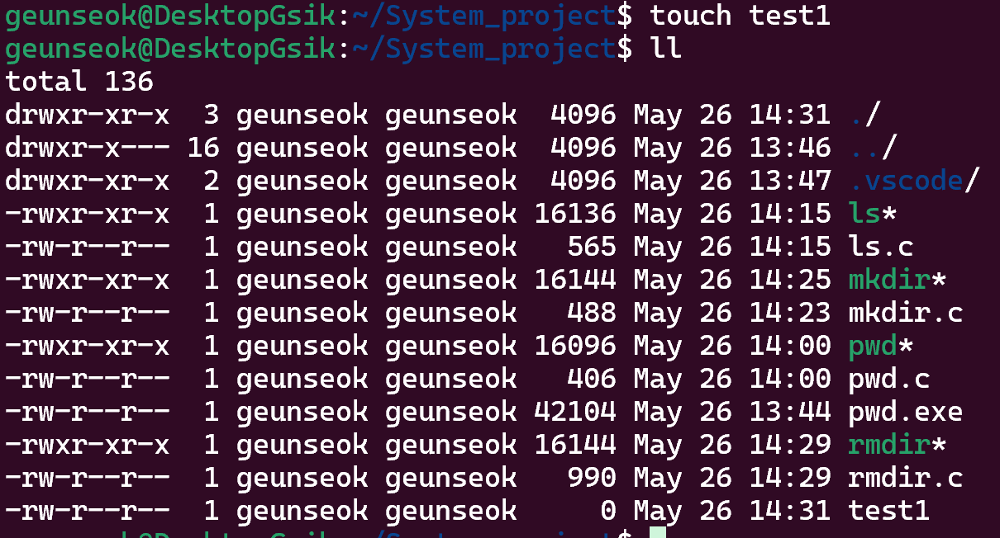 geunseok@DesktopGsik:~/System_project$ touch test1
geunseok@DesktopGsik:~/System_project$ ll
total 136
drwxr-xr-x  3 geunseok geunseok  4096 May 26 14:31 ./
drwxr-x--- 16 geunseok geunseok  4096 May 26 13:46 ../
drwxr-xr-x  2 geunseok geunseok  4096 May 26 13:47 .vscode/
-rwxr-xr-x  1 geunseok geunseok 16136 May 26 14:15 ls*
-rw-r--r--  1 geunseok geunseok   565 May 26 14:15 ls.c
-rwxr-xr-x  1 geunseok geunseok 16144 May 26 14:25 mkdir*
-rw-r--r--  1 geunseok geunseok   488 May 26 14:23 mkdir.c
-rwxr-xr-x  1 geunseok geunseok 16096 May 26 14:00 pwd*
-rw-r--r--  1 geunseok geunseok   406 May 26 14:00 pwd.c
-rw-r--r--  1 geunseok geunseok 42104 May 26 13:44 pwd.exe
-rwxr-xr-x  1 geunseok geunseok 16144 May 26 14:29 rmdir*
-rw-r--r--  1 geunseok geunseok   990 May 26 14:29 rmdir.c
-rw-r--r--  1 geunseok geunseok     0 May 26 14:31 test1